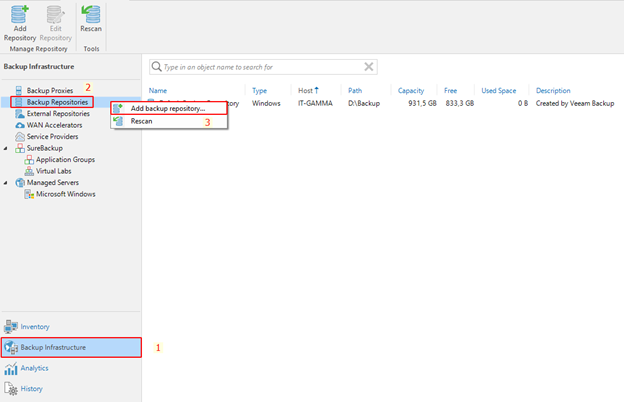 Add
Repository
Edit
Repository
Rescan
Manage Repository
Tools
Backup Infrastructure
Type in an object name to search for
Backup Proxies
2
Backup Repositories
External Repositories
WAN Accelerators
Service Providers
SureBackup
Application Groups
Virtual Labs
Managed Servers
Microsoft Windows
Name Type Host Path Capacity Free Used Space Description
Windows IT-GAMMA D:\Backup 931,5 GB 833,3 GB 0 B Created by Veeam Backup
Add backup repository...
Rescan
3
Inventory
Backup Infrastructure
1
Analytics
History